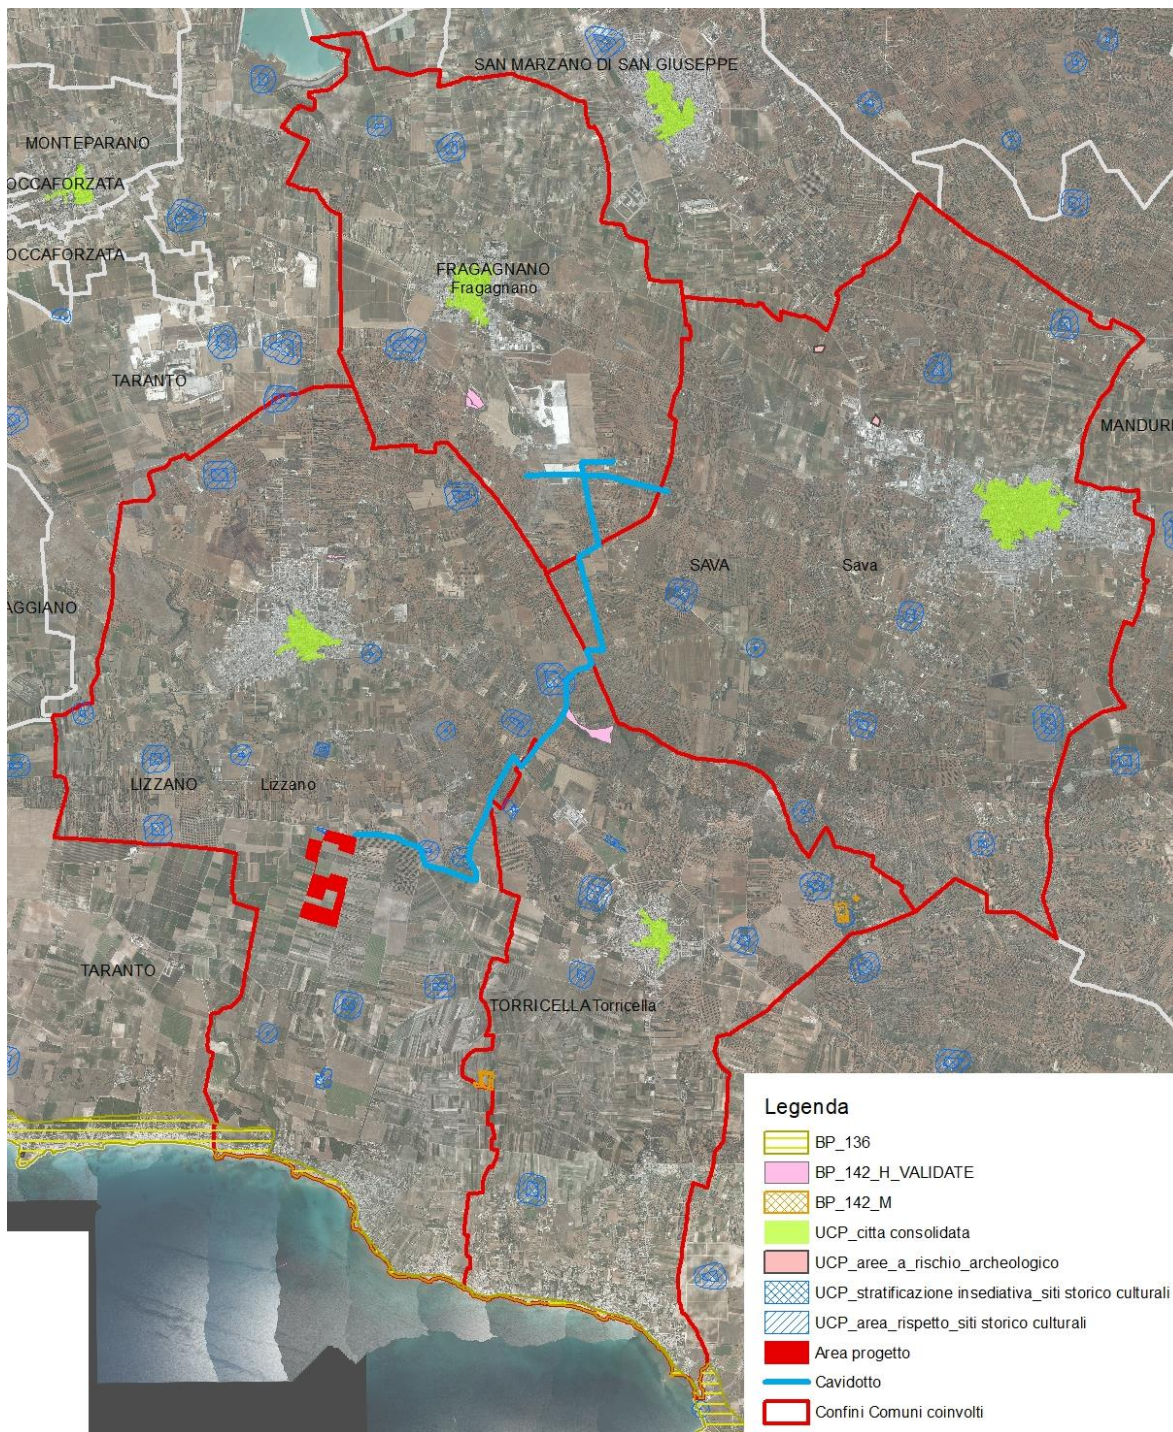 SAN MARZANO DI SAN GIUSEPPE
MONTEPARANO
OCCAFORZATA
OCCAFORZATA
FRAGAGNANO
Fragagnano
TARANTO
MANDURI
SAVA
Sava
AGGIANO
LIZZANO
Lizzano
TARANTO
TORRICELLA Torricella
Legenda
BP_136
BP_142_H_VALIDATE
BP_142_M
UCP_citta consolidata
UCP_aree_a_rischio_archeologico
UCP_stratificazione insediativa_siti storico culturali
UCP_area_rispetto_siti storico culturali
Area progetto
Cavidotto
Confini Comuni coinvolti